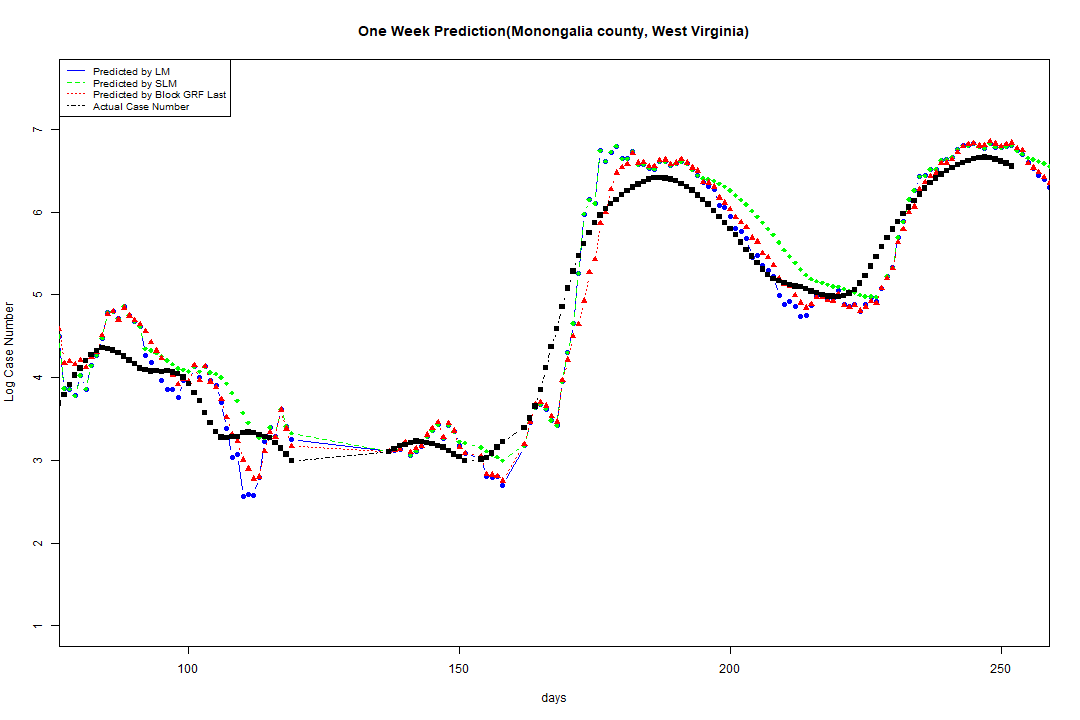 One Week Prediction(Monongalia county, West Virginia)
Predicted by LM
Predicted by SLM
Predicted by Block GRF Last
Actual Case Number
Log Case Number
7
6
5
4
3
2
1
100 150 200 250
days